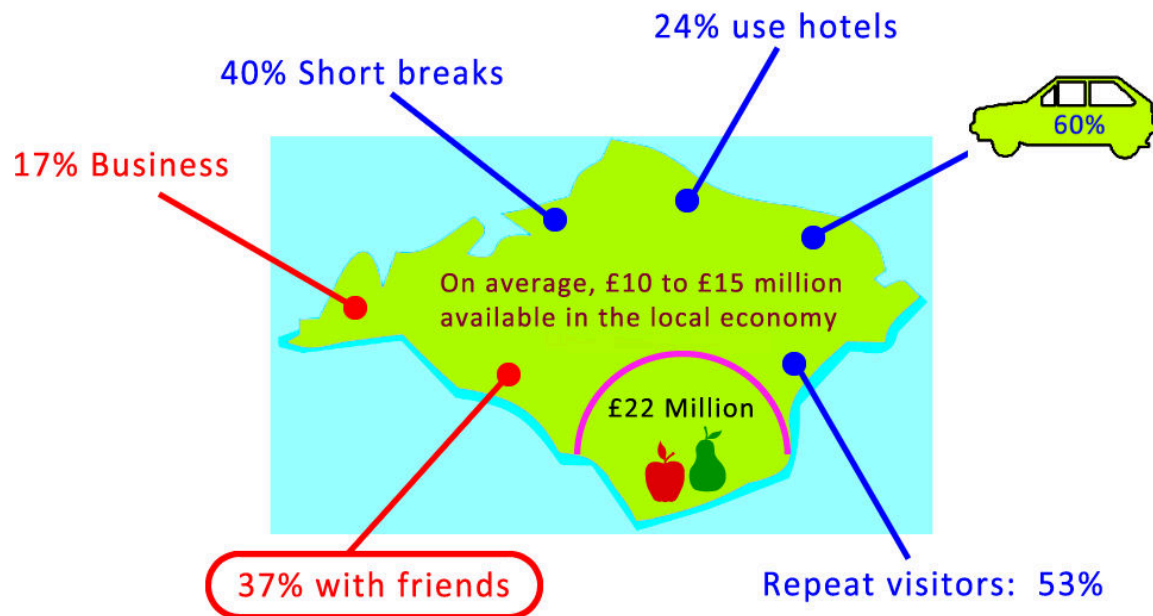 24% use hotels
40% Short breaks
60%
17% Business
On average, £10 to £15 million
available in the local economy
£22 Million
37% with friends
Repeat visitors: 53%